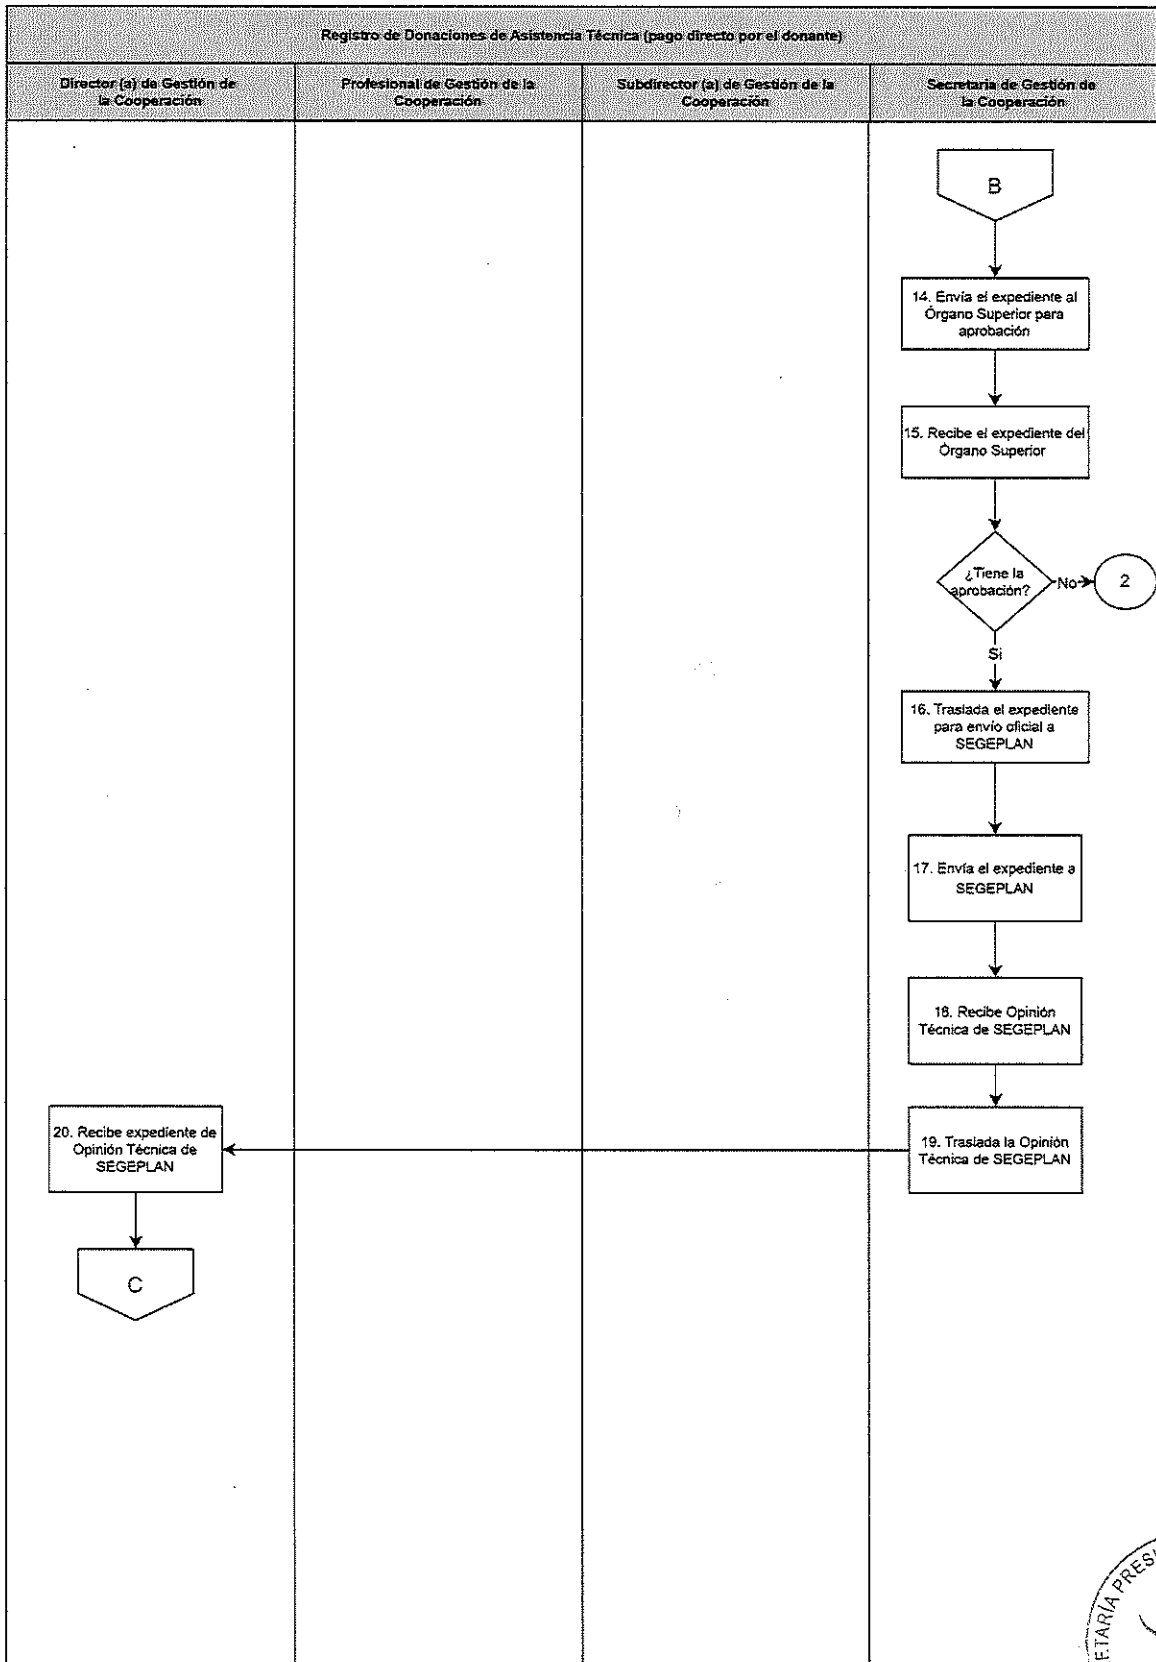 Registro de Donaciones de Asistencia Técnica (pago directo por el donante)
Director (a) de Gestión de
la Cooperación
Profesional de Gestión de la
Cooperación
Subdirector (a) de Gestión de la
Cooperación
Secretaria de Gestión de
la Cooperación
B
14. Envía el expediente al
Órgano Superior para
aprobación
15. Recibe el expediente del
Órgano Superior
¿Tiene la
aprobación?
No
2
Si
16. Traslada el expediente
para envío oficial a
SEGEPLAN
17. Envía el expediente a
SEGEPLAN
18. Recibe Opinión
Técnica de SEGEPLAN
19. Traslada la Opinión
Técnica de SEGEPLAN
20. Recibe expediente de
Opinión Técnica de
SEGEPLAN
C